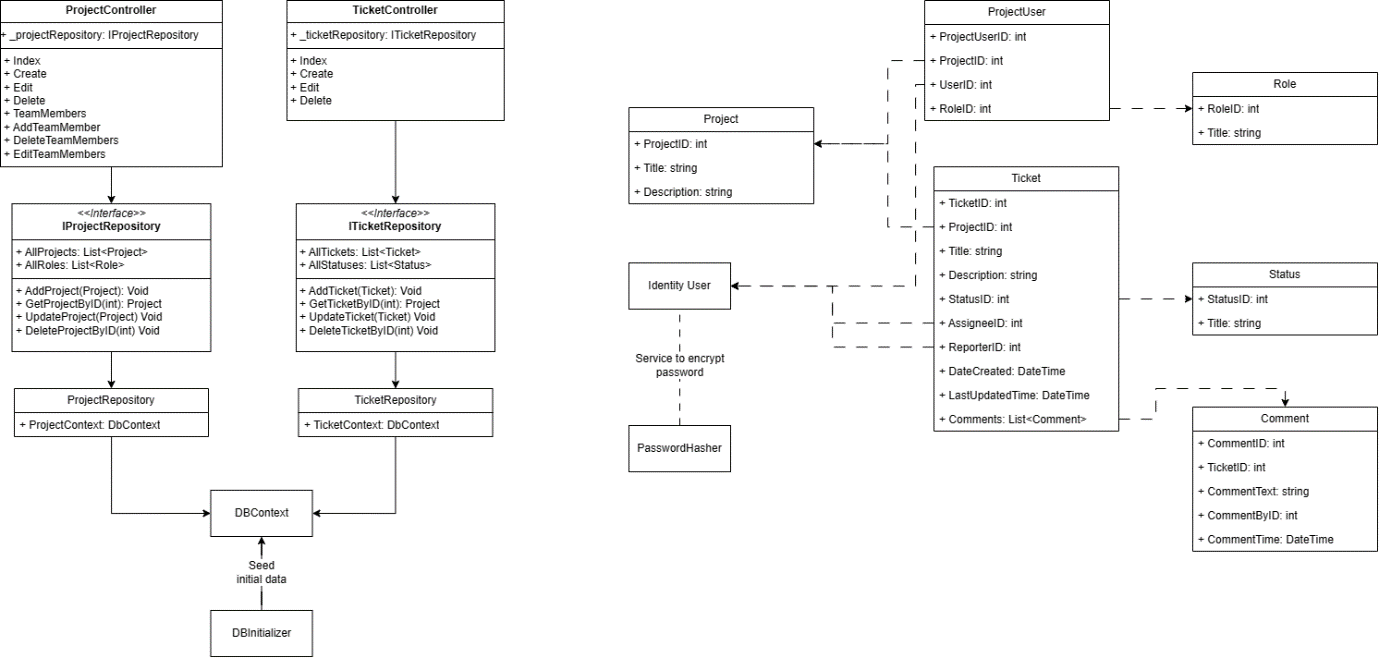 ProjectController
+ _projectRepository: IProjectRepository
+ Index
+ Create
+ Edit
+ Delete
+ TeamMembers
+ AddTeamMember
+ DeleteTeamMembers
+ EditTeamMembers
TicketController
+ _ticketRepository: ITicketRepository
+ Index
+ Create
+ Edit
+ Delete
<<Interface>>
IProjectRepository
+ AllProjects: List<Project>
+ AllRoles: List<Role>
+ AddProject(Project): Void
+ GetProjectByID(int): Project
+ UpdateProject(Project) Void
+ DeleteProjectByID(int) Void
<<Interface>>
ITicketRepository
+ AllTickets: List<Ticket>
+ AllStatuses: List<Status>
+ AddTicket(Ticket): Void
+ GetTicketByID(int): Project
+ UpdateTicket(Ticket) Void
+ DeleteTicketByID(int) Void
ProjectRepository
+ ProjectContext: DbContext
TicketRepository
+ TicketContext: DbContext
DBContext
Seed
initial data
DBInitializer
ProjectUser
+ ProjectUserID: int
+ ProjectID: int
+ UserID: int
+ RoleID: int
Role
+ RoleID: int
+ Title: string
Project
+ ProjectID: int
+ Title: string
+ Description: string
Ticket
+ TicketID: int
+ ProjectID: int
+ Title: string
+ Description: string
+ StatusID: int
+ AssigneeID: int
+ ReporterID: int
+ DateCreated: DateTime
+ LastUpdatedTime: DateTime
+ Comments: List<Comment>
Identity User
Service to encrypt
password
PasswordHasher
Status
+ StatusID: int
+ Title: string
Comment
+ CommentID: int
+ TicketID: int
+ CommentText: string
+ CommentByID: int
+ CommentTime: DateTime